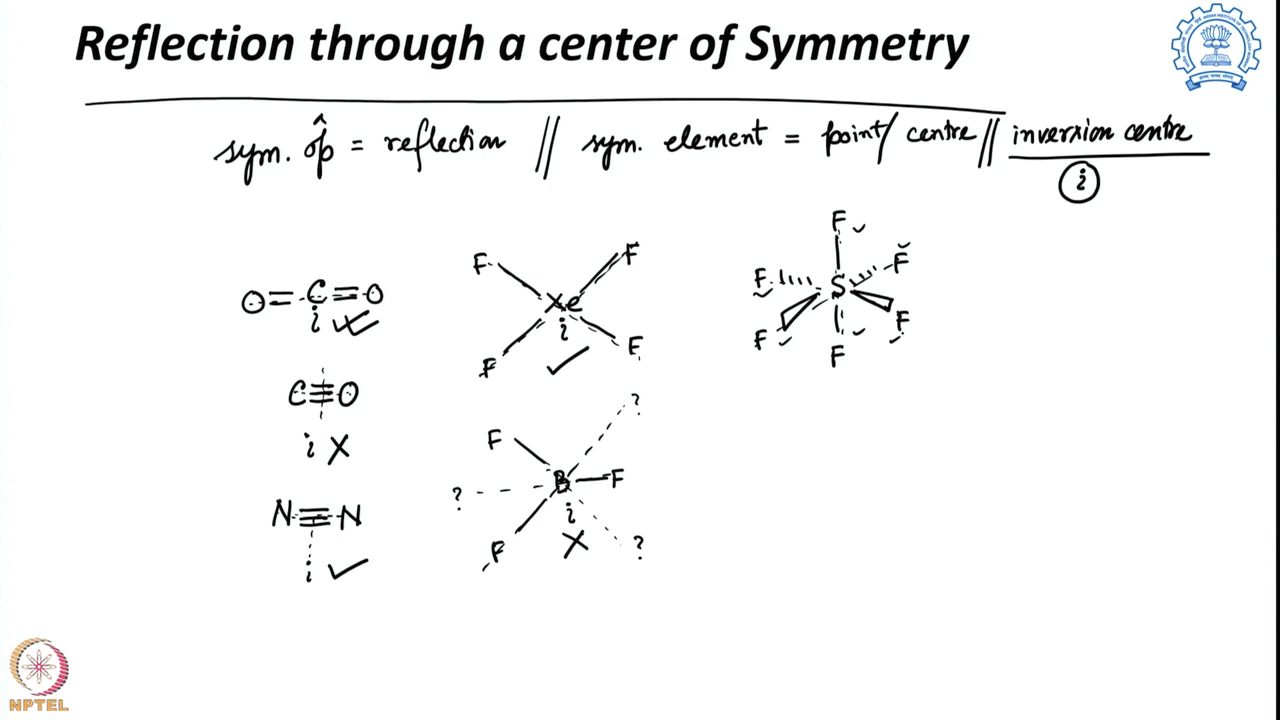 Reflection through a center of Symmetry
sym. ôp = reflection // sym. element = point/ centre // inversion centre
i
O=C=O
i
C≡O
i X
N≡N
i
F F
Xe
i
F F
?
F
? B F
i
X
F ?
F
F F
S
F F
F
NPTEL